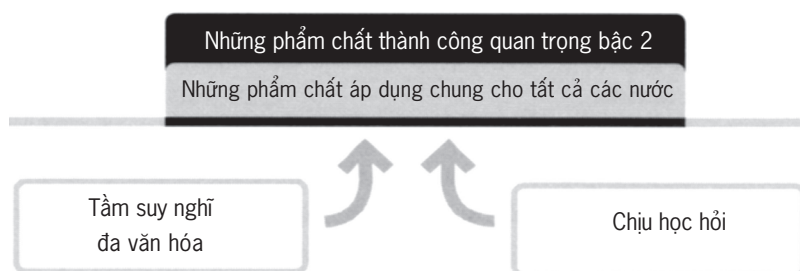 Những phẩm chất thành công quan trọng bậc 2
Những phẩm chất áp dụng chung cho tất cả các nước
Tầm suy nghĩ
đa văn hóa
Chịu học hỏi